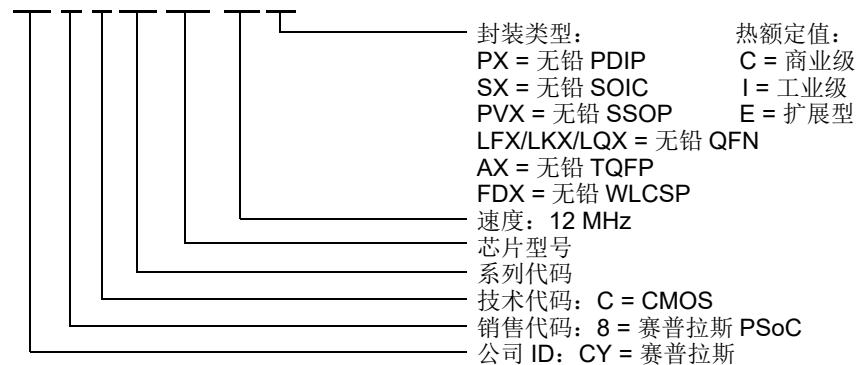 封装类型： 热额定值：
PX = 无铅 PDIP C = 商业级
SX = 无铅 SOIC I = 工业级
PVX = 无铅 SSOP E = 扩展型
LFX/LKX/LQX = 无铅 QFN
AX = 无铅 TQFP
FDX = 无铅 WLCSP
速度：12 MHz
芯片型号
系列代码
技术代码：C = CMOS
销售代码：8 = 赛普拉斯 PSoC
公司 ID：CY = 赛普拉斯